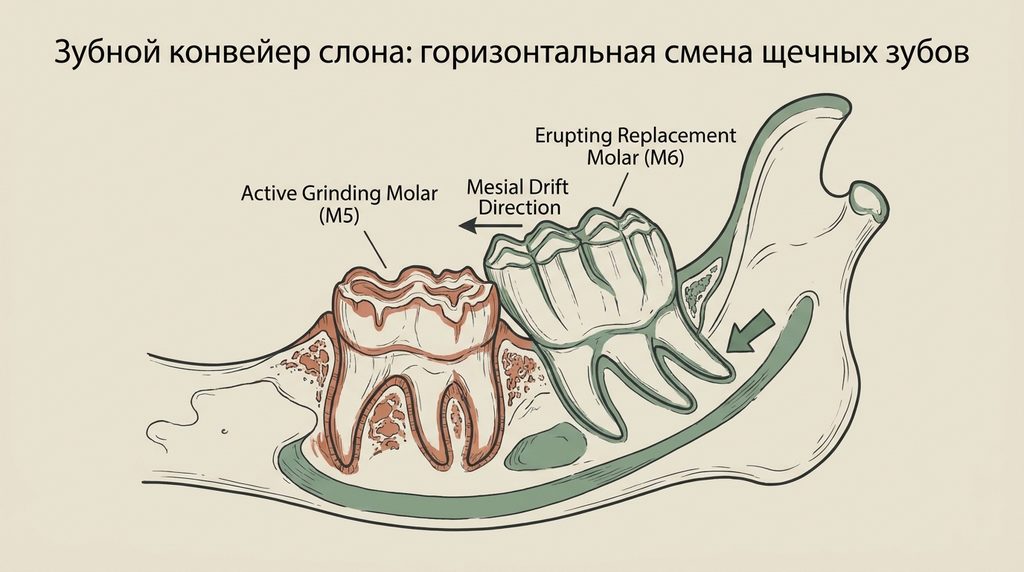 Зубной конвейер слона: горизонтальная смена щечных зубов
Erupting Replacement
Molar (M6)
Active Grinding Molar
(M5)
Mesial Drift
Direction